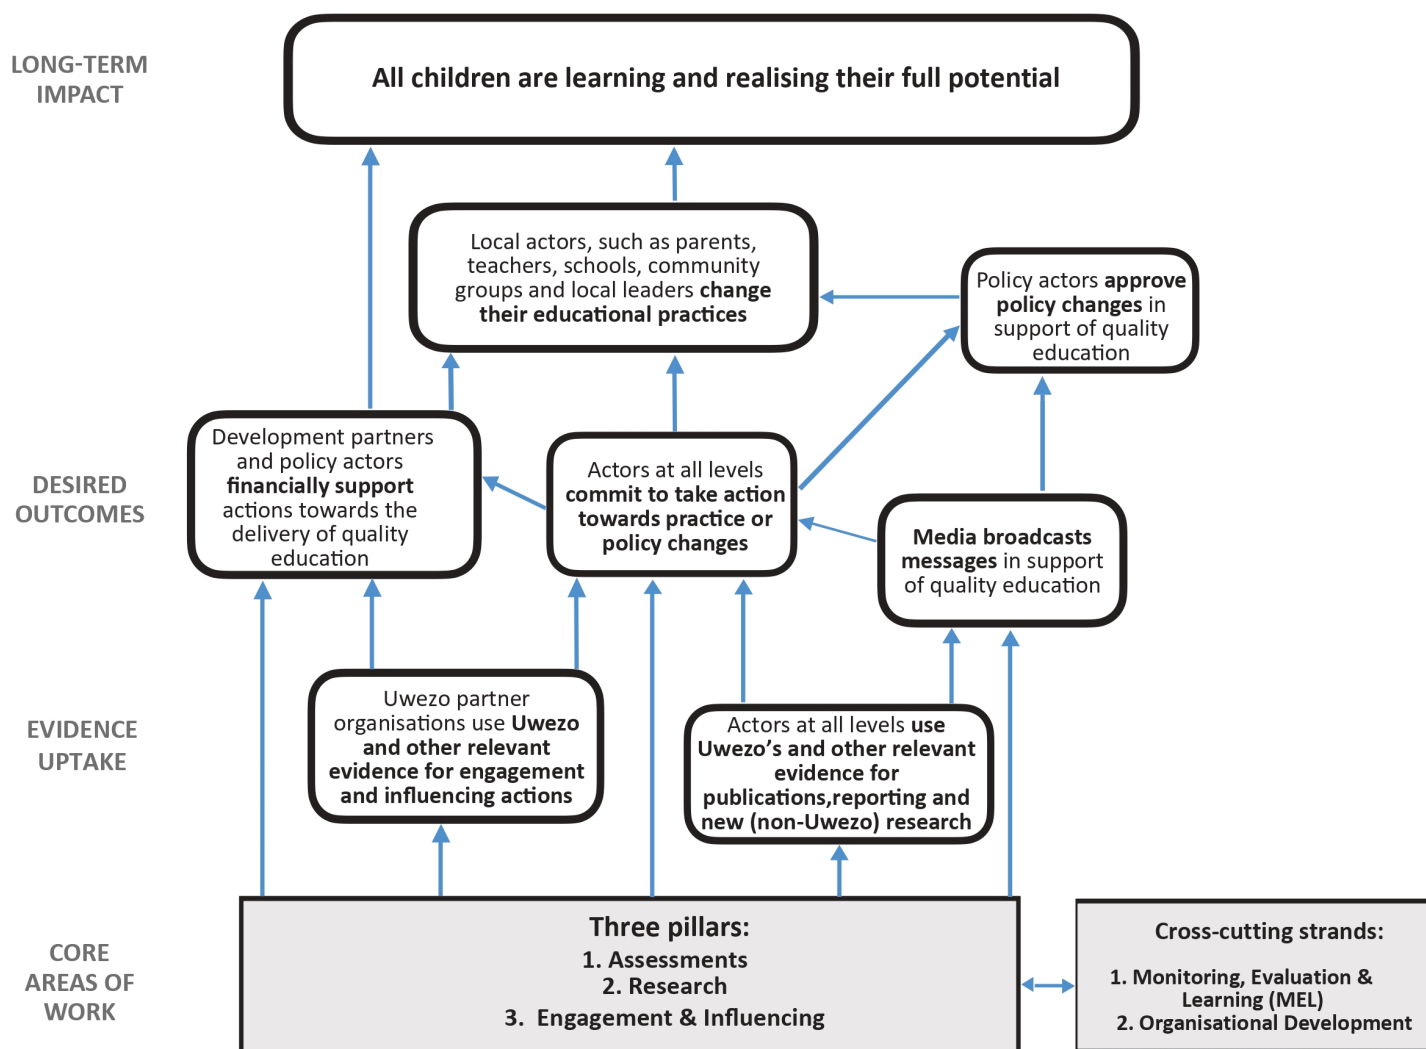 LONG-TERM
IMPACT
All children are learning and realising their full potential
Local actors, such as parents,
teachers, schools, community
groups and local leaders change
their educational practices
Policy actors approve
policy changes in
support of quality
education
DESIRED
OUTCOMES
Development partners
and policy actors
financially support
actions towards the
delivery of quality
education
Actors at all levels
commit to take action
towards practice or
policy changes
Media broadcasts
messages in support
of quality education
EVIDENCE
UPTAKE
Uwezo partner
organisations use Uwezo
and other relevant
evidence for engagement
and influencing actions
Actors at all levels use
Uwezo’s and other relevant
evidence for
publications,reporting and
new (non-Uwezo) research
CORE
AREAS OF
WORK
Three pillars:
1. Assessments
2. Research
3. Engagement & Influencing
Cross-cutting strands:
1. Monitoring, Evaluation &
Learning (MEL)
2. Organisational Development